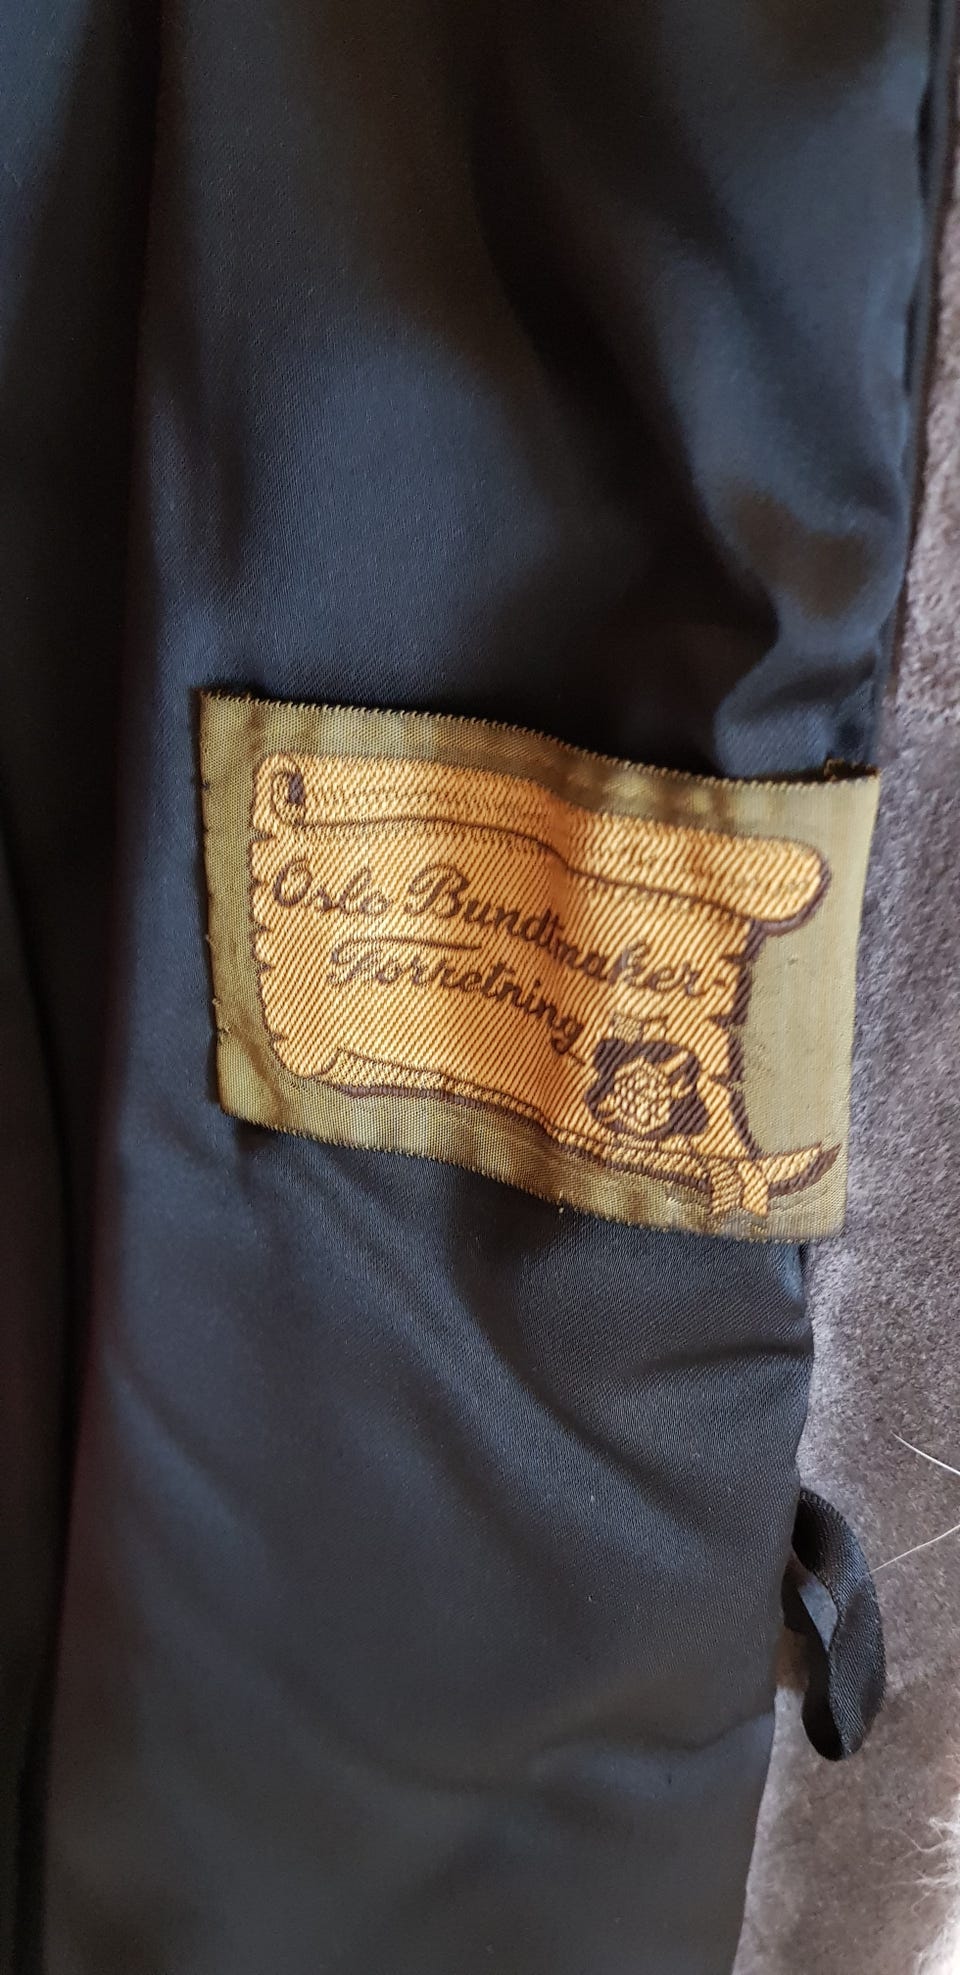 Oslo Bundtmaker-
Forretning